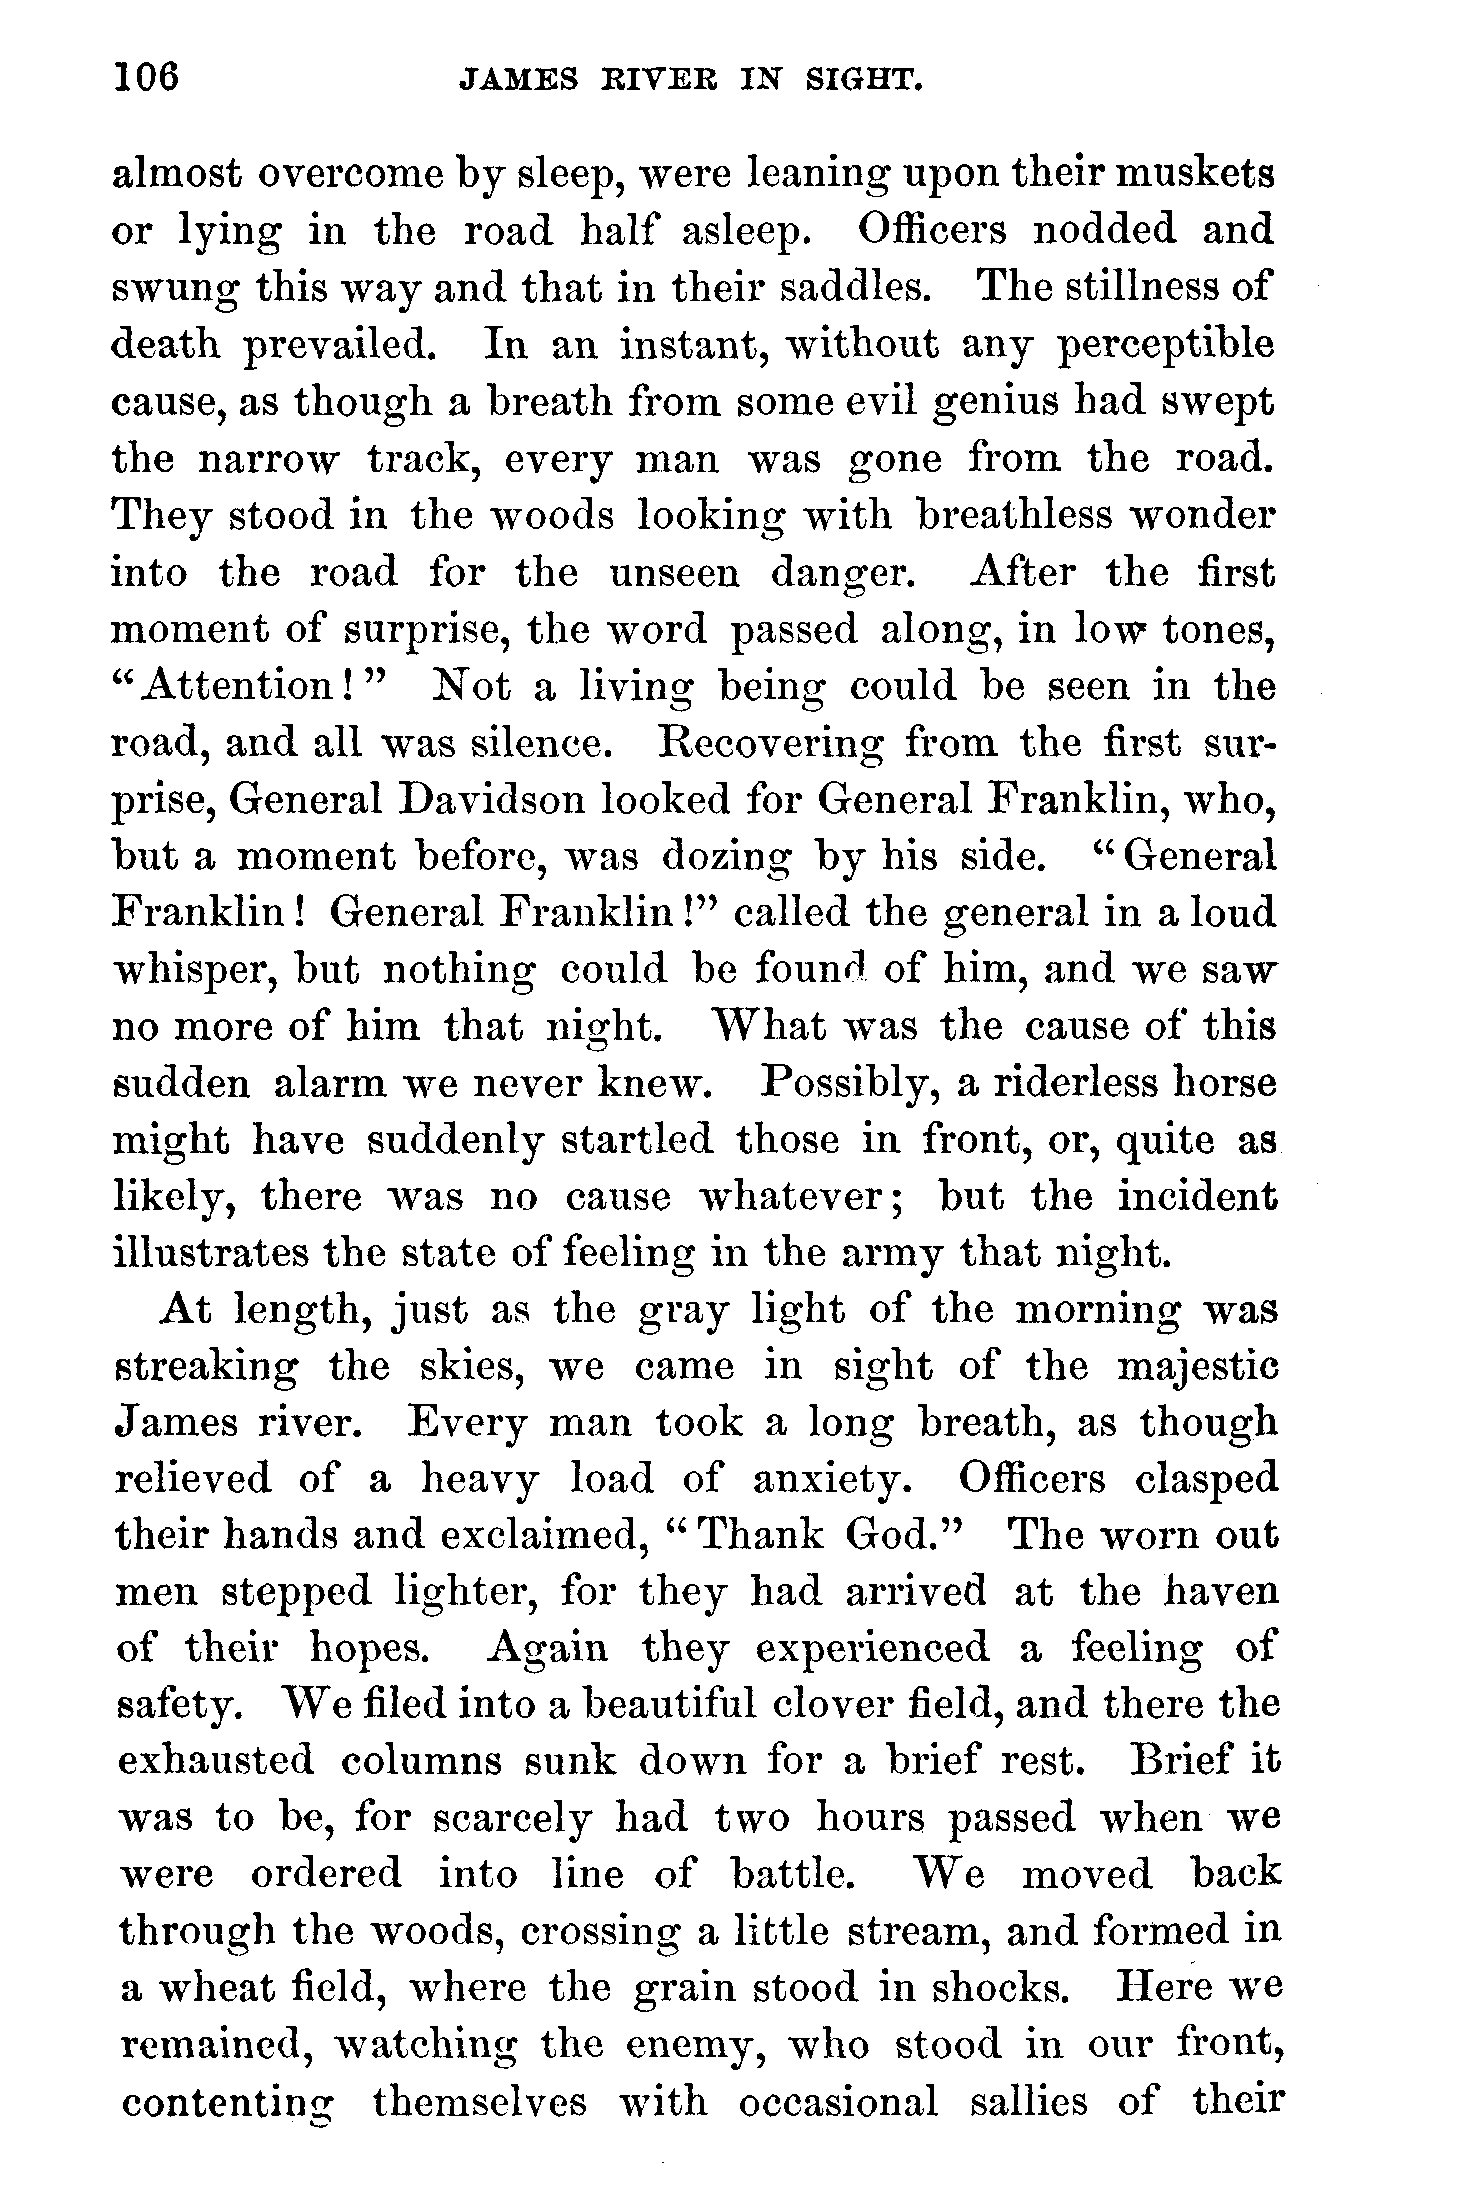 106 JAMES RIVER IN SIGHT.
almost overcome by sleep, were leaning upon their muskets
or lying in the road half asleep. Officers nodded and
swung this way and that in their saddles. The stillness of
death prevailed. In an instant, without any perceptible
cause, as though a breath from some evil genius had swept
the narrow track, every man was gone from the road.
They stood in the woods looking with breathless wonder
into the road for the unseen danger. After the first
moment of surprise, the word passed along, in low tones,
“Attention!” Not a living being could be seen in the
road, and all was silence. Recovering from the first sur-
prise, General Davidson looked for General Franklin, who,
but a moment before, was dozing by his side. “General
Franklin! General Franklin!” called the general in a loud
whisper, but nothing could be found of him, and we saw
no more of him that night. What was the cause of this
sudden alarm we never knew. Possibly, a riderless horse
might have suddenly startled those in front, or, quite as
likely, there was no cause whatever; but the incident
illustrates the state of feeling in the army that night.
At length, just as the gray light of the morning was
streaking the skies, we came in sight of the majestic
James river. Every man took a long breath, as though
relieved of a heavy load of anxiety. Officers clasped
their hands and exclaimed, “Thank God.” The worn out
men stepped lighter, for they had arrived at the haven
of their hopes. Again they experienced a feeling of
safety. We filed into a beautiful clover field, and there the
exhausted columns sunk down for a brief rest. Brief it
was to be, for scarcely had two hours passed when we
were ordered into line of battle. We moved back
through the woods, crossing a little stream, and formed in
a wheat field, where the grain stood in shocks. Here we
remained, watching the enemy, who stood in our front,
contenting themselves with occasional sallies of their